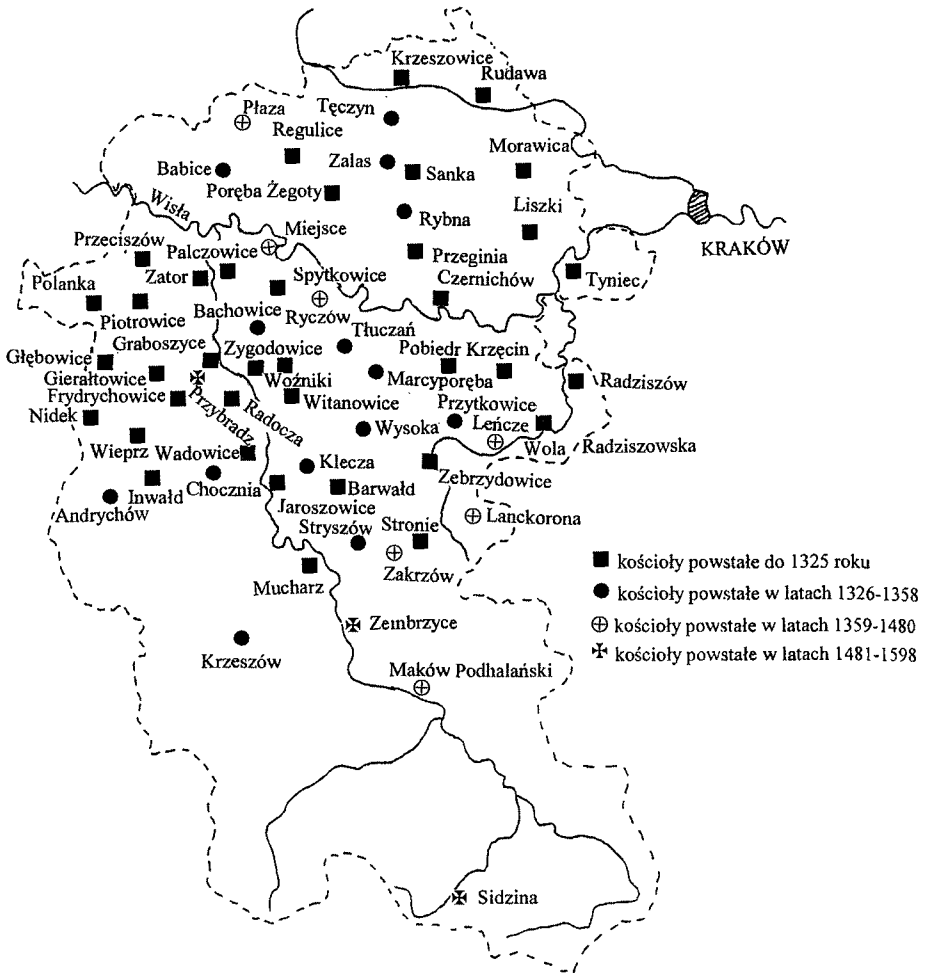 Krzeszowice
Rudawa
Płaza
Tęczyn
Regulice
Morawica
Babice
Zalas
Sanka
Poręba Żegoty
Wisła
Rybna
Liszki
Miejsce
KRAKÓW
Przeciszów
Palczowice
Przeginia
Zator
Spytkowice
Czernichów
Tyniec
Polanka
Piotrowice
Bachowice
Ryczów
Tłuczań
Graboszyce
Zygodowice
Pobiedr Krzęcin
Głębowice
Gierałtowice
Woźniki
Marcyporęba
Radziszów
Frydrychowice
Przybradz
Radocza
Witanowice
Przytkowice
Nidek
Wysoka
Leńcze
Wieprz
Wadowice
Wola
Radziszowska
Klecza
Inwałd
Chocznia
Barwałd
Zebrzydowice
Andrychów
Jaroszowice
Stryszów
Stronie
Lanckorona
Zakrzów
Mucharz
Zembrzyce
Krzeszów
Maków Podhalański
Sidzina
kościoły powstałe do 1325 roku
kościoły powstałe w latach 1326-1358
kościoły powstałe w latach 1359-1480
kościoły powstałe w latach 1481-1598